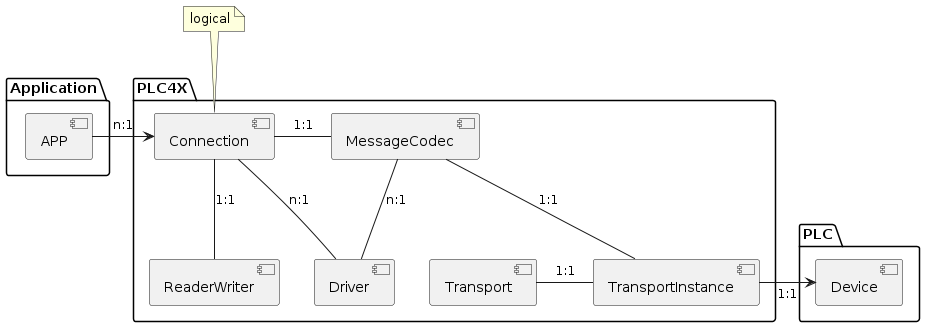 logical
Application
PLC4X
APP
n:1
Connection
1:1
MessageCodec
1:1
n:1
n:1
1:1
PLC
ReaderWriter
Driver
Transport
1:1
TransportInstance
1:1
Device